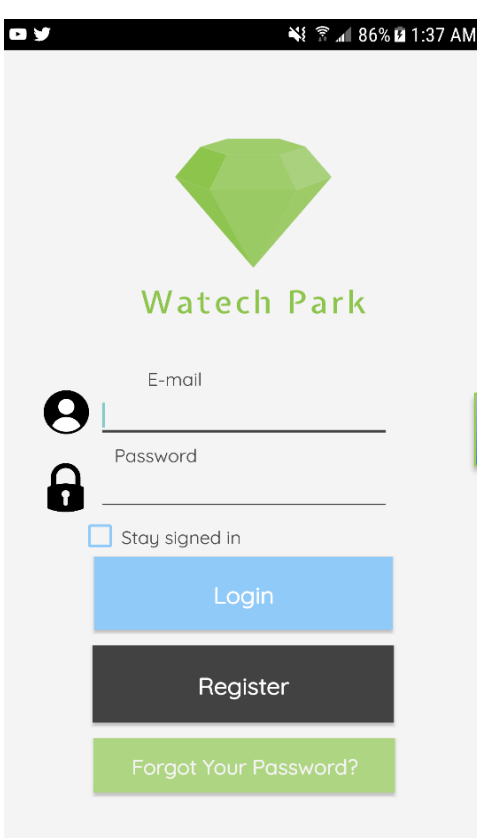 86% 1:37 AM
Watech Park
E-mail
Password
Stay signed in
Login
Register
Forgot Your Password?